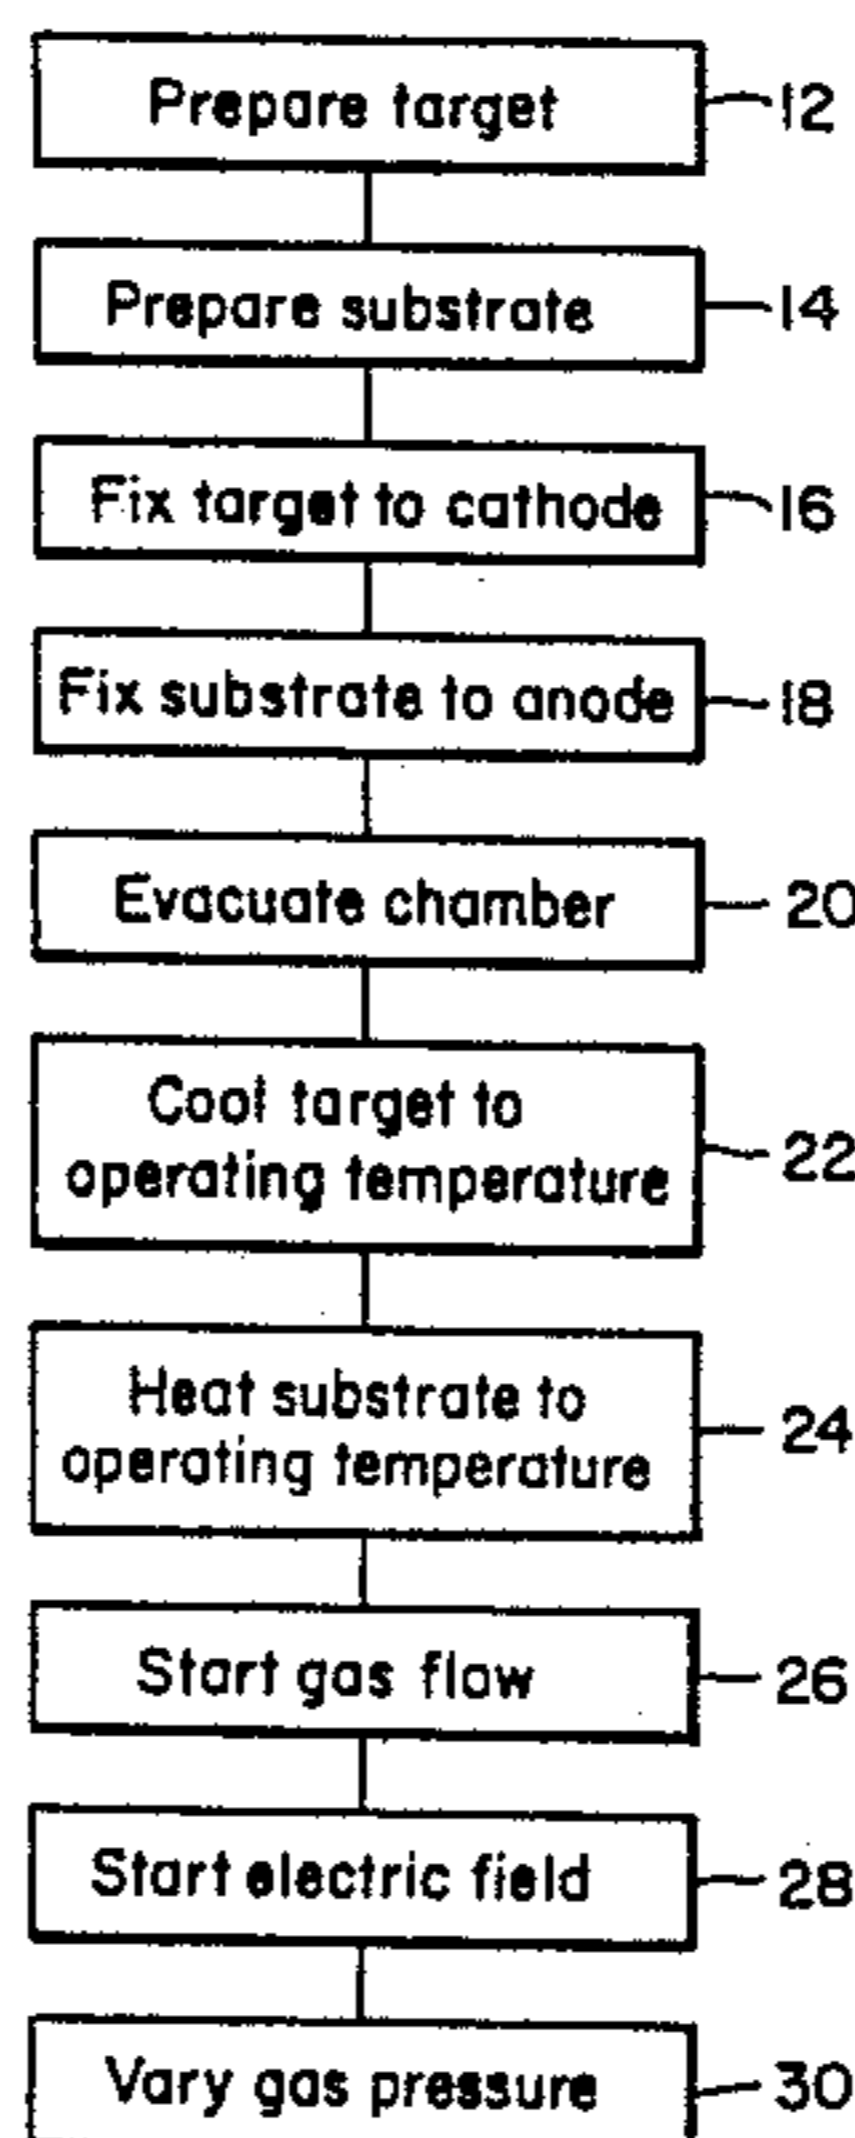 Prepare target 12
Prepare substrate 14
Fix target to cathode 16
Fix substrate to anode 18
Evacuate chamber 20
Cool target to
operating temperature 22
Heat substrate to
operating temperature 24
Start gas flow 26
Start electric field 28
Vary gas pressure 30